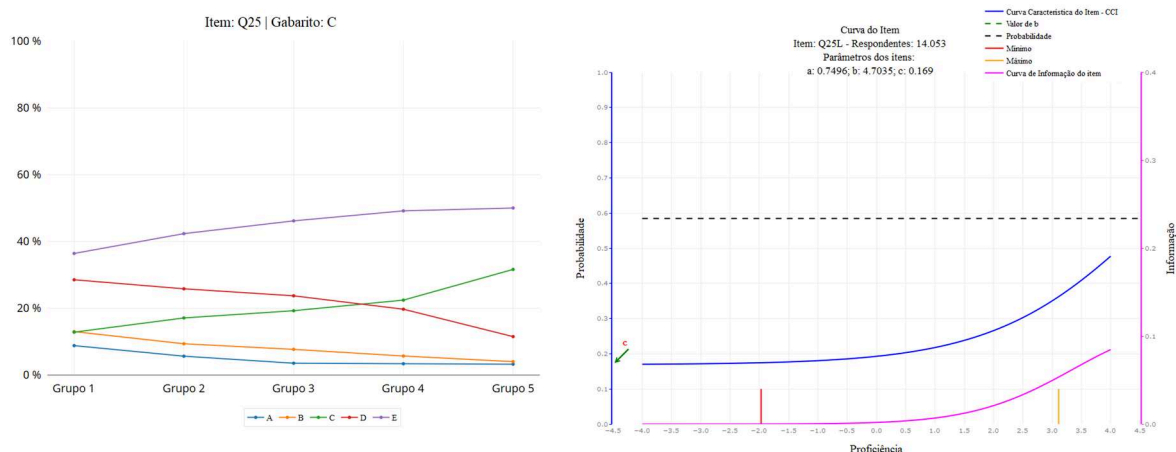 Item: Q25 | Gabarito: C
100 %
80 %
60 %
40 %
20 %
0 %
Grupo 1
Grupo 2
Grupo 3
Grupo 4
Grupo 5
A
B
C
D
E
Curva do Item
Item: Q25L - Respondentes: 14.053
Parâmetros dos itens:
a: 0.7496; b: 4.7035; c: 0.169
Curva Característica do Item - CCI
Valor de b
Probabilidade
Mínimo
Máximo
Curva de Informação do item
Probabilidade
1.0
0.9
0.8
0.7
0.6
0.5
0.4
0.3
0.2
0.1
0.0
c
0.4
0.3
0.2
0.1
0.0
Informação
−4.5 −4.0 −3.5 −3.0 −2.5 −2.0 −1.5 −1.0 −0.5 0.0 0.5 1.0 1.5 2.0 2.5 3.0 3.5 4.0 4.5
Proficiência